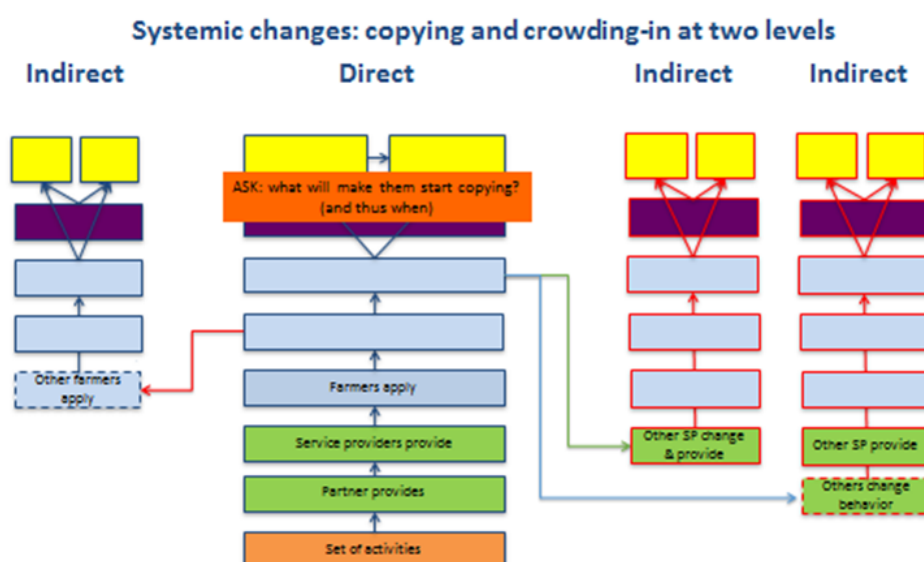 Systemic changes: copying and crowding-in at two levels
Indirect
Direct
Indirect
Indirect
ASK: what will make them start copying?
(and thus when)
Other farmers
apply
Farmers apply
Service providers provide
Partner provides
Set of activities
Other SP change
& provide
Other SP provide
Others change
behavior